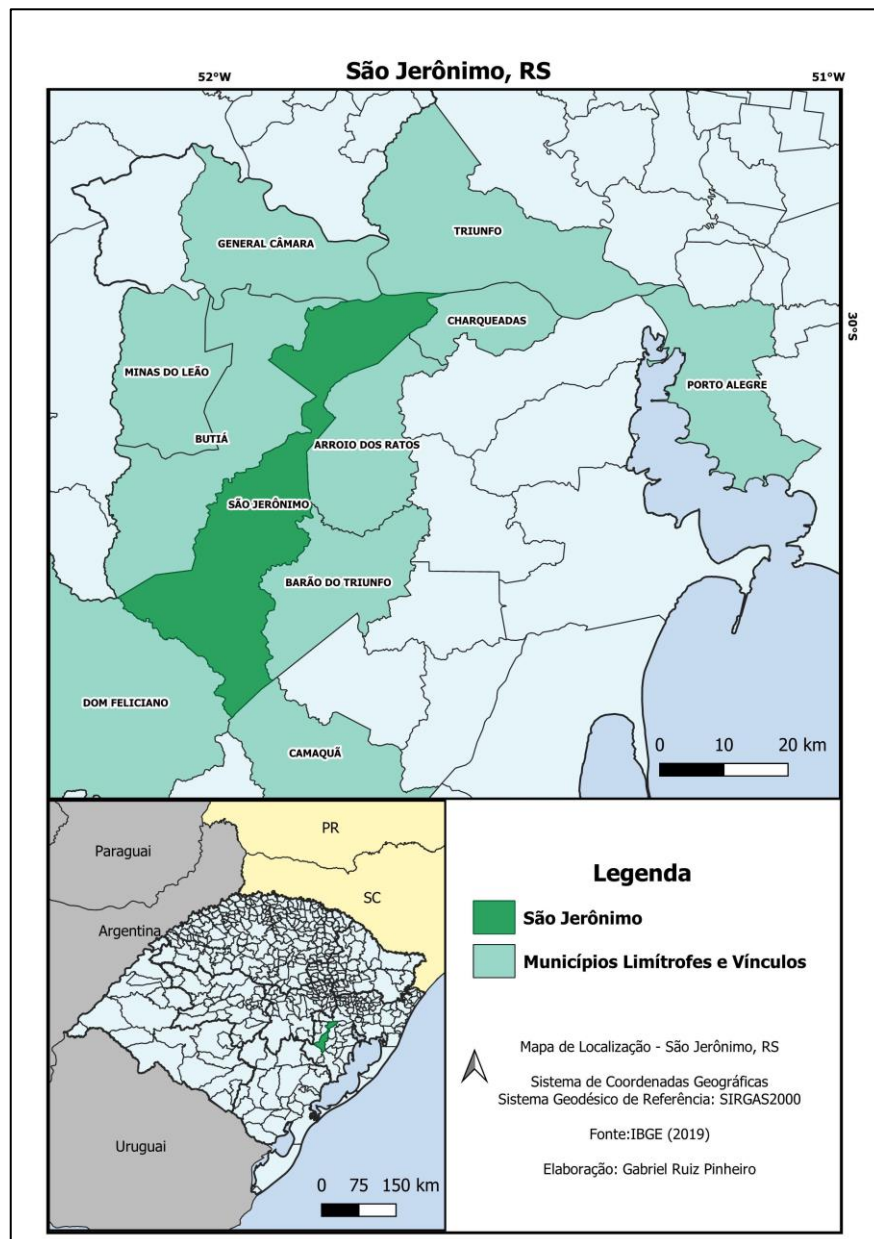 São Jerônimo, RS
52°W
51°W
30°S
GENERAL CÂMARA
TRIUNFO
CHARQUEADAS
MINAS DO LEÃO
PORTO ALEGRE
BUTIÁ
ARROIO DOS RATOS
SÃO JERÔNIMO
BARÃO DO TRIUNFO
DOM FELICIANO
CAMAQUÃ
0 10 20 km
PR
Paraguai
SC
Argentina
Uruguai
0 75 150 km
Legenda
São Jerônimo
Municípios Limítrofes e Vínculos
Mapa de Localização - São Jerônimo, RS
Sistema de Coordenadas Geográficas
Sistema Geodésico de Referência: SIRGAS2000
Fonte:IBGE (2019)
Elaboração: Gabriel Ruiz Pinheiro